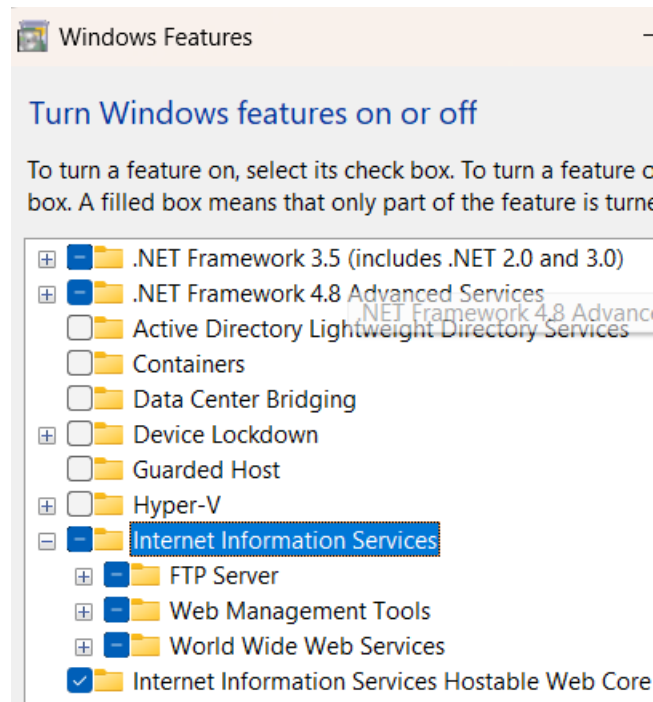 Windows Features
Turn Windows features on or off
To turn a feature on, select its check box. To turn a feature
box. A filled box means that only part of the feature is
.NET Framework 3.5 (includes .NET 2.0 and 3.0)
.NET Framework 4.8 Advanced Services
.NET Framework 4.8
Active Directory Lightweight Directory Services
Containers
Data Center Bridging
Device Lockdown
Guarded Host
Hyper-V
Internet Information Services
FTP Server
Web Management Tools
World Wide Web Services
Internet Information Services Hostable Web Core